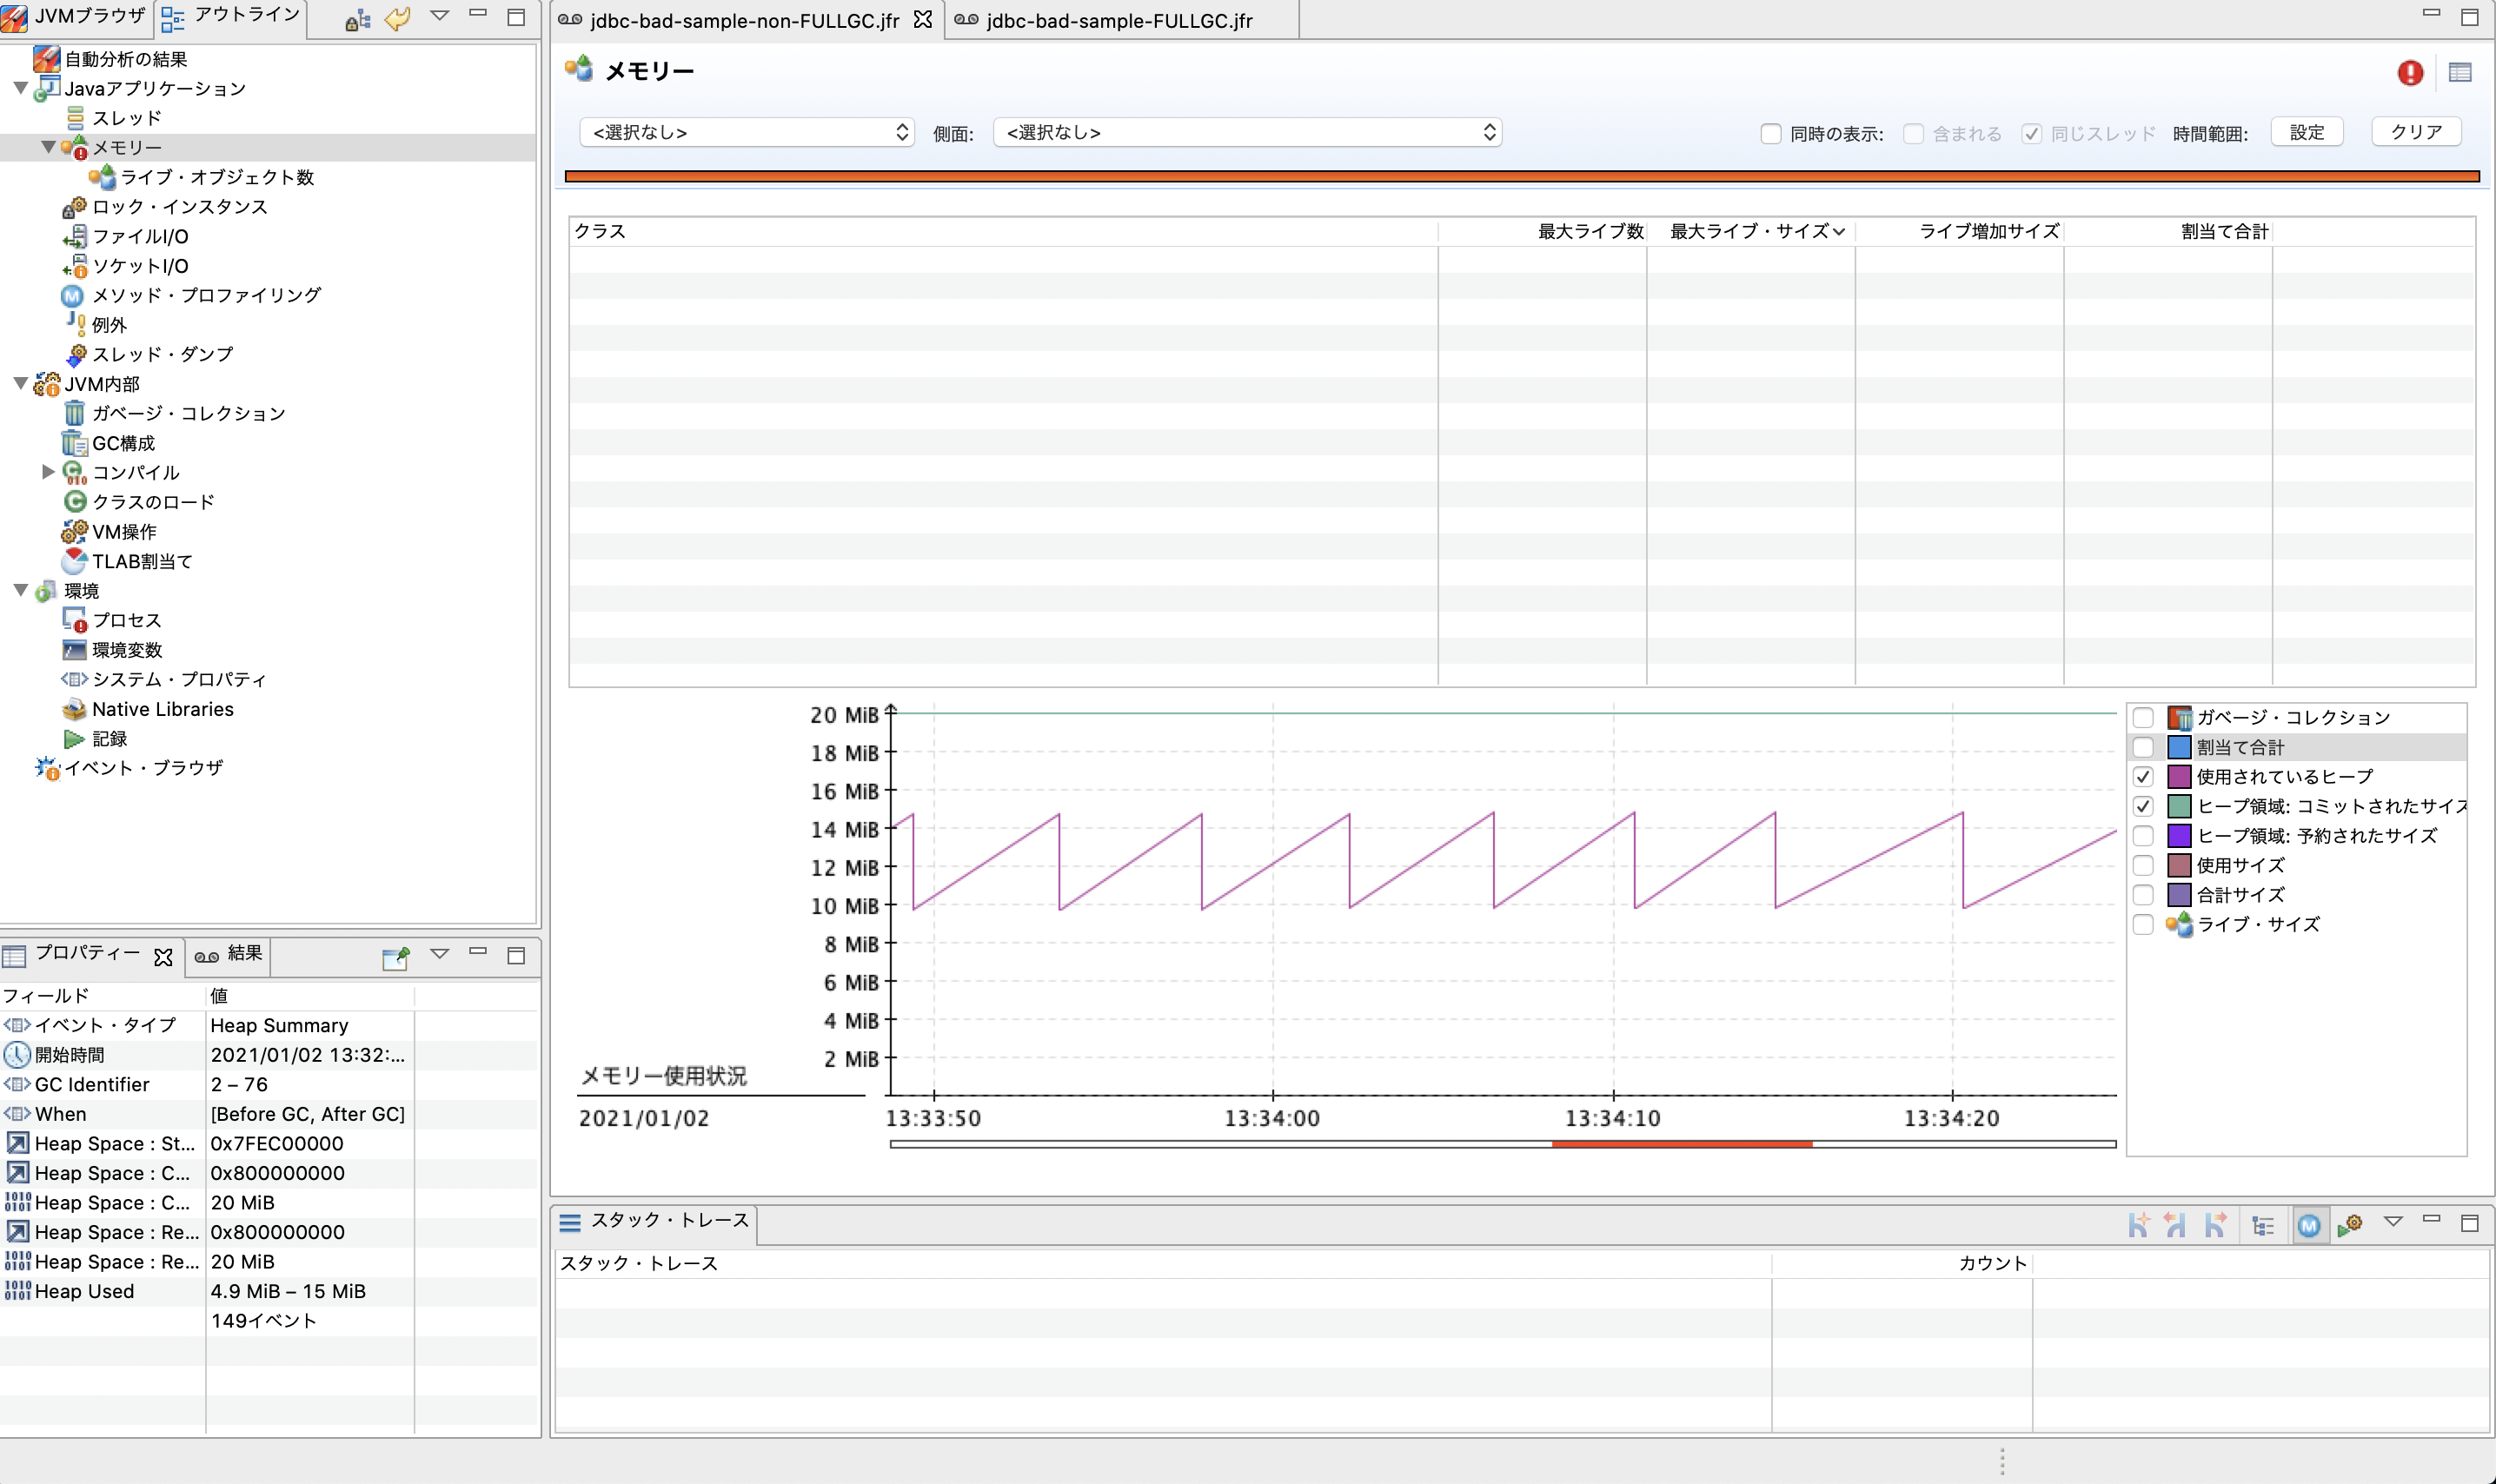 JVMブラウザ
アウトライン
自動分析の結果
Javaアプリケーション
スレッド
メモリー
ライブ・オブジェクト数
ロック・インスタンス
ファイルI/O
ソケットI/O
メソッド・プロファイリング
例外
スレッド・ダンプ
JVM内部
ガベージ・コレクション
GC構成
コンパイル
クラスのロード
VM操作
TLAB割当て
環境
プロセス
環境変数
システム・プロパティ
Native Libraries
記録
イベント・ブラウザ
プロパティー
結果
フィールド 値
イベント・タイプ Heap Summary
開始時間 2021/01/02 13:32:...
GC Identifier 2 – 76
When [Before GC, After GC]
Heap Space : St... 0x7FEC00000
Heap Space : C... 0x800000000
Heap Space : C... 20 MiB
Heap Space : Re... 0x800000000
Heap Space : Re... 20 MiB
Heap Used 4.9 MiB – 15 MiB
149イベント
jdbc-bad-sample-non-FULLGC.jfr
jdbc-bad-sample-FULLGC.jfr
メモリー
<選択なし> 側面: <選択なし> 同時の表示: 含まれる 同じスレッド 時間範囲: 設定 クリア
クラス 最大ライブ数 最大ライブ・サイズ ライブ増加サイズ 割当て合計
20 MiB
18 MiB
16 MiB
14 MiB
12 MiB
10 MiB
8 MiB
6 MiB
4 MiB
2 MiB
メモリー使用状況
2021/01/02 13:33:50 13:34:00 13:34:10 13:34:20
ガベージ・コレクション
割当て合計
使用されているヒープ
ヒープ領域: コミットされたサイズ
ヒープ領域: 予約されたサイズ
使用サイズ
合計サイズ
ライブ・サイズ
スタック・トレース
スタック・トレース カウント